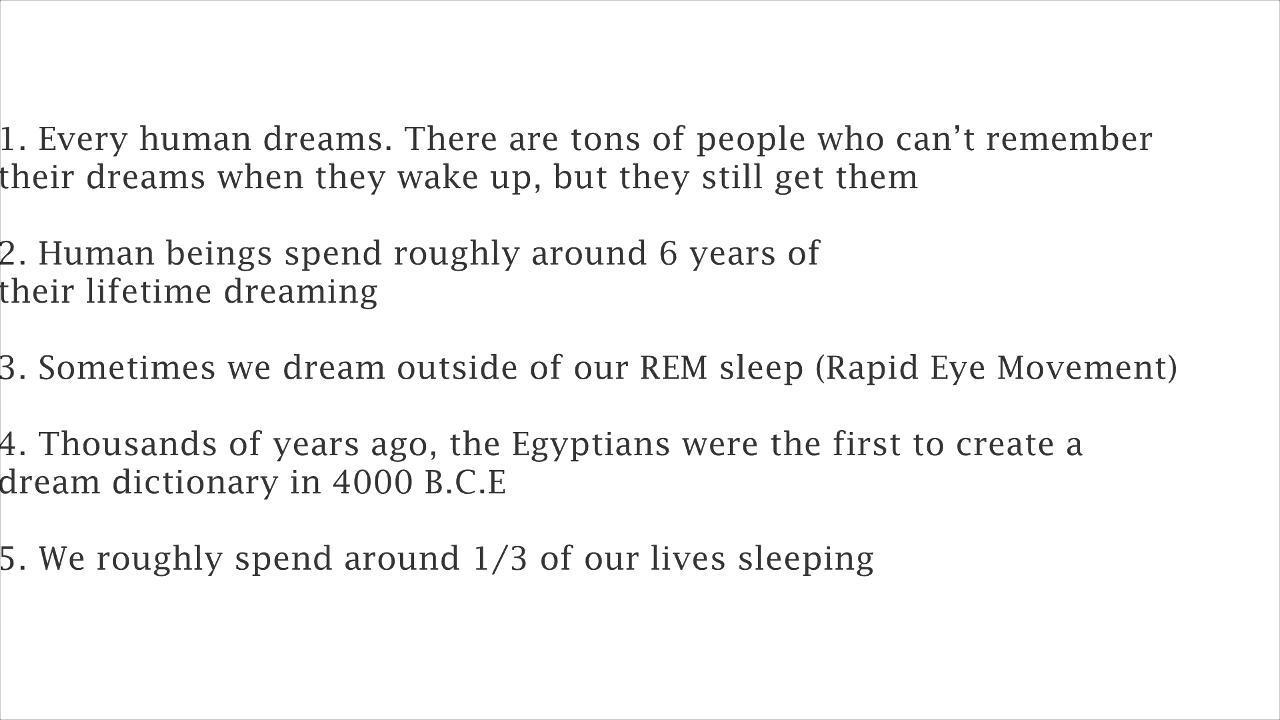 1. Every human dreams. There are tons of people who can’t remember
their dreams when they wake up, but they still get them
2. Human beings spend roughly around 6 years of
their lifetime dreaming
3. Sometimes we dream outside of our REM sleep (Rapid Eye Movement)
4. Thousands of years ago, the Egyptians were the first to create a
dream dictionary in 4000 B.C.E
5. We roughly spend around 1/3 of our lives sleeping